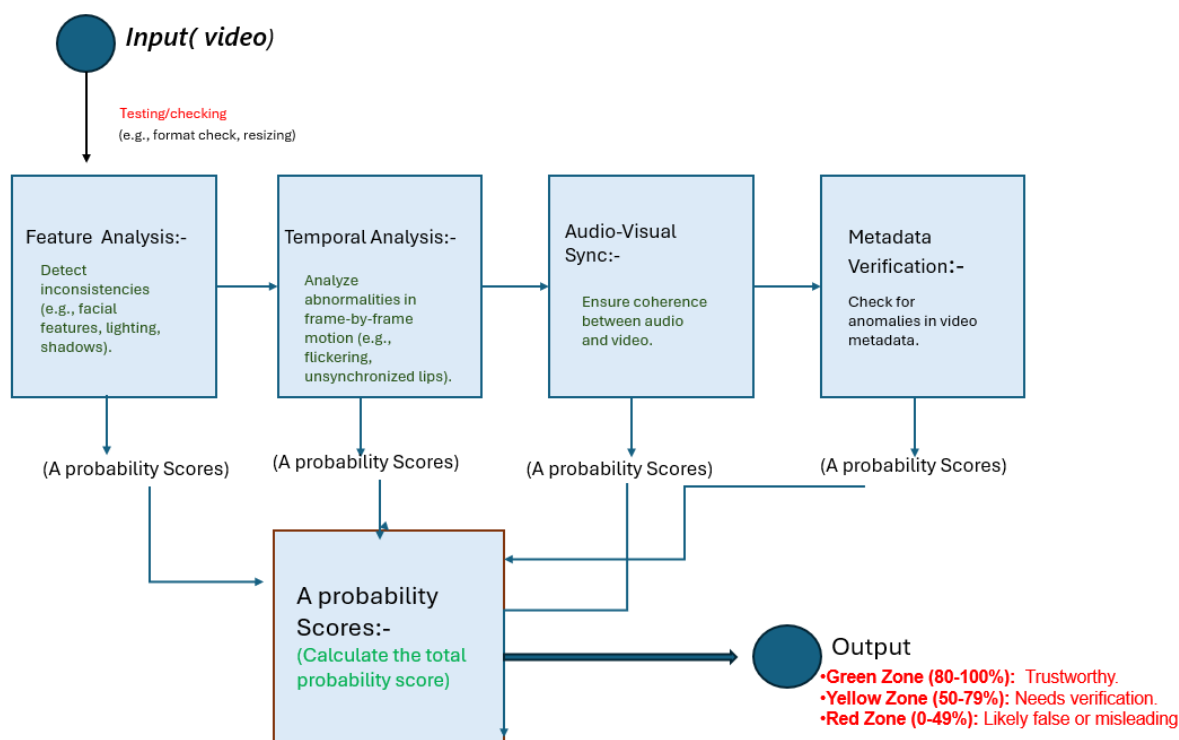 Input( video)
Testing/checking
(e.g., format check, resizing)
Feature Analysis:-
Detect
inconsistencies
(e.g., facial
features, lighting,
shadows).
Temporal Analysis:-
Analyze
abnormalities in
frame-by-frame
motion (e.g.,
flickering,
unsynchronized lips).
Audio-Visual
Sync:-
Ensure coherence
between audio
and video.
Metadata
Verification:-
Check for
anomalies in video
metadata.
(A probability Scores)
(A probability Scores)
(A probability Scores)
(A probability Scores)
A probability
Scores:-
(Calculate the total
probability score)
Output
•Green Zone (80-100%): Trustworthy.
•Yellow Zone (50-79%): Needs verification.
•Red Zone (0-49%): Likely false or misleading